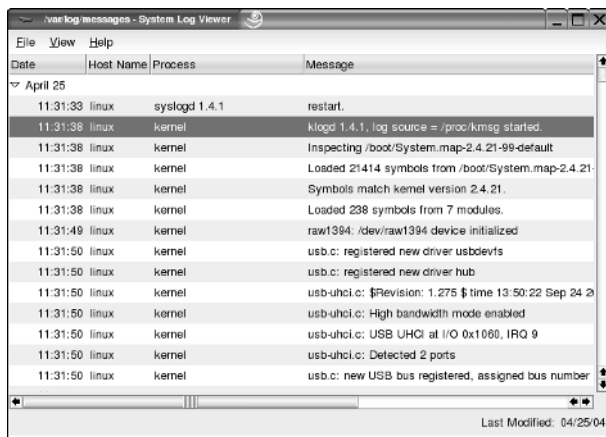 /var/log/messages - System Log Viewer
File View Help
Date Host Name Process Message
April 25
11:31:33 linux syslogd 1.4.1 restart.
11:31:38 linux kernel klogd 1.4.1, log source = /proc/kmsg started.
11:31:38 linux kernel Inspecting /boot/System.map-2.4.21-99-default
11:31:38 linux kernel Loaded 21414 symbols from /boot/System.map-2.4.21-
11:31:38 linux kernel Symbols match kernel version 2.4.21.
11:31:38 linux kernel Loaded 238 symbols from 7 modules.
11:31:49 linux kernel raw1394: /dev/raw1394 device initialized
11:31:50 linux kernel usb.c: registered new driver usbdevfs
11:31:50 linux kernel usb.c: registered new driver hub
11:31:50 linux kernel usb-uhci.c: $Revision: 1.275 $ time 13:50:22 Sep 24 2
11:31:50 linux kernel usb-uhci.c: High bandwidth mode enabled
11:31:50 linux kernel usb-uhci.c: USB UHCI at I/O 0x1060, IRQ 9
11:31:50 linux kernel usb-uhci.c: Detected 2 ports
11:31:50 linux kernel usb.c: new USB bus registered, assigned bus number
Last Modified: 04/25/04